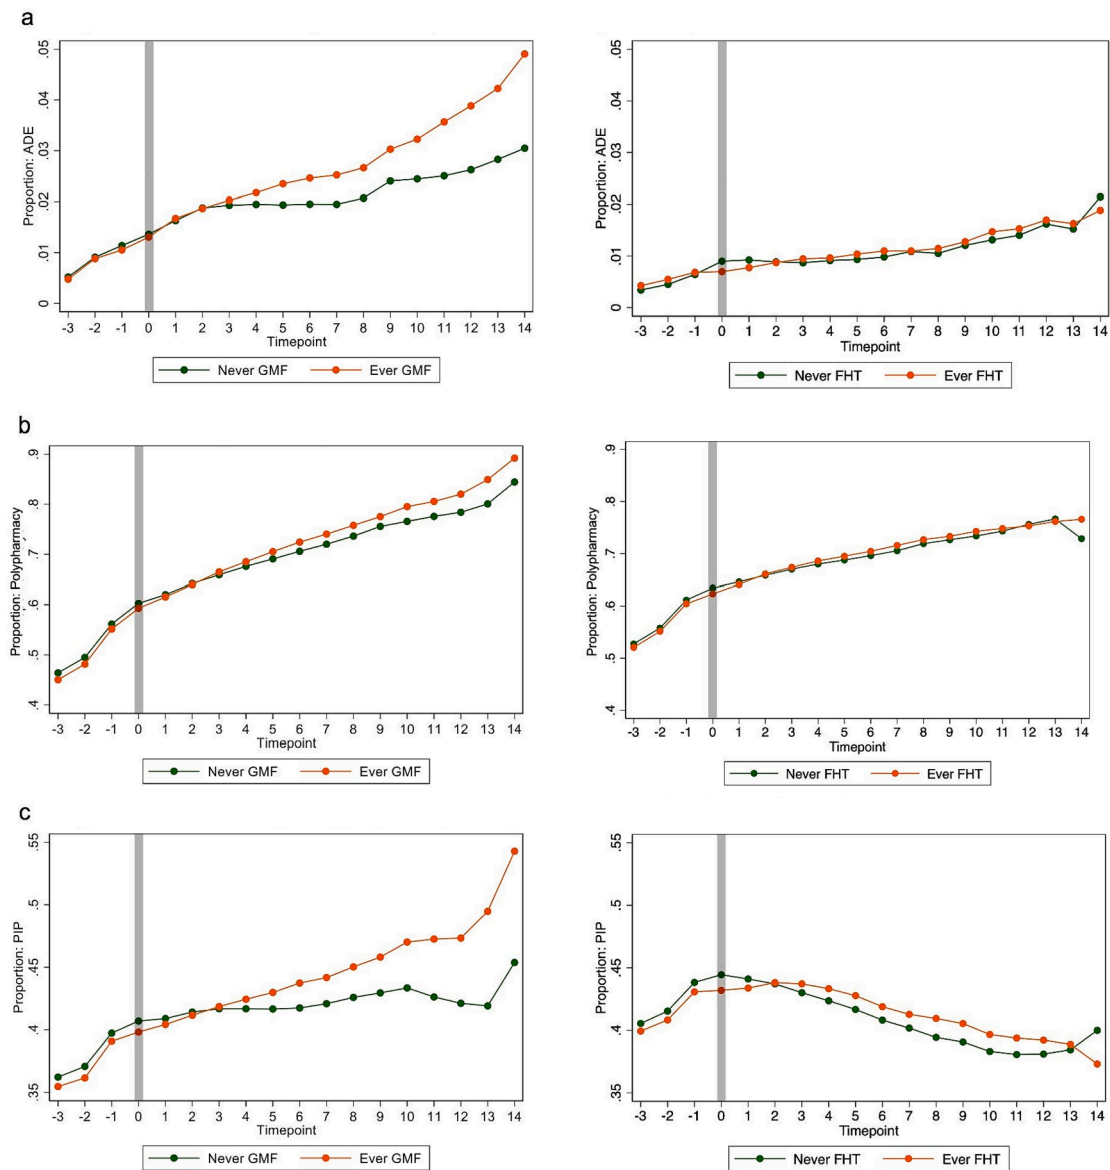 a
Proportion: ADE
.05
.04
.03
.02
.01
0
-3 -2 -1 0 1 2 3 4 5 6 7 8 9 10 11 12 13 14
Timepoint
Never GMF Ever GMF
Proportion: ADE
.05
.04
.03
.02
.01
0
-3 -2 -1 0 1 2 3 4 5 6 7 8 9 10 11 12 13 14
Timepoint
Never FHT Ever FHT
b
Proportion: Polypharmacy
.9
.8
.7
.6
.5
.4
-3 -2 -1 0 1 2 3 4 5 6 7 8 9 10 11 12 13 14
Timepoint
Never GMF Ever GMF
Proportion: Polypharmacy
.9
.8
.7
.6
.5
.4
-3 -2 -1 0 1 2 3 4 5 6 7 8 9 10 11 12 13 14
Timepoint
Never FHT Ever FHT
c
Proportion: PIP
.55
.5
.45
.4
.35
-3 -2 -1 0 1 2 3 4 5 6 7 8 9 10 11 12 13 14
Timepoint
Never GMF Ever GMF
Proportion: PIP
.55
.5
.45
.4
.35
-3 -2 -1 0 1 2 3 4 5 6 7 8 9 10 11 12 13 14
Timepoint
Never FHT Ever FHT